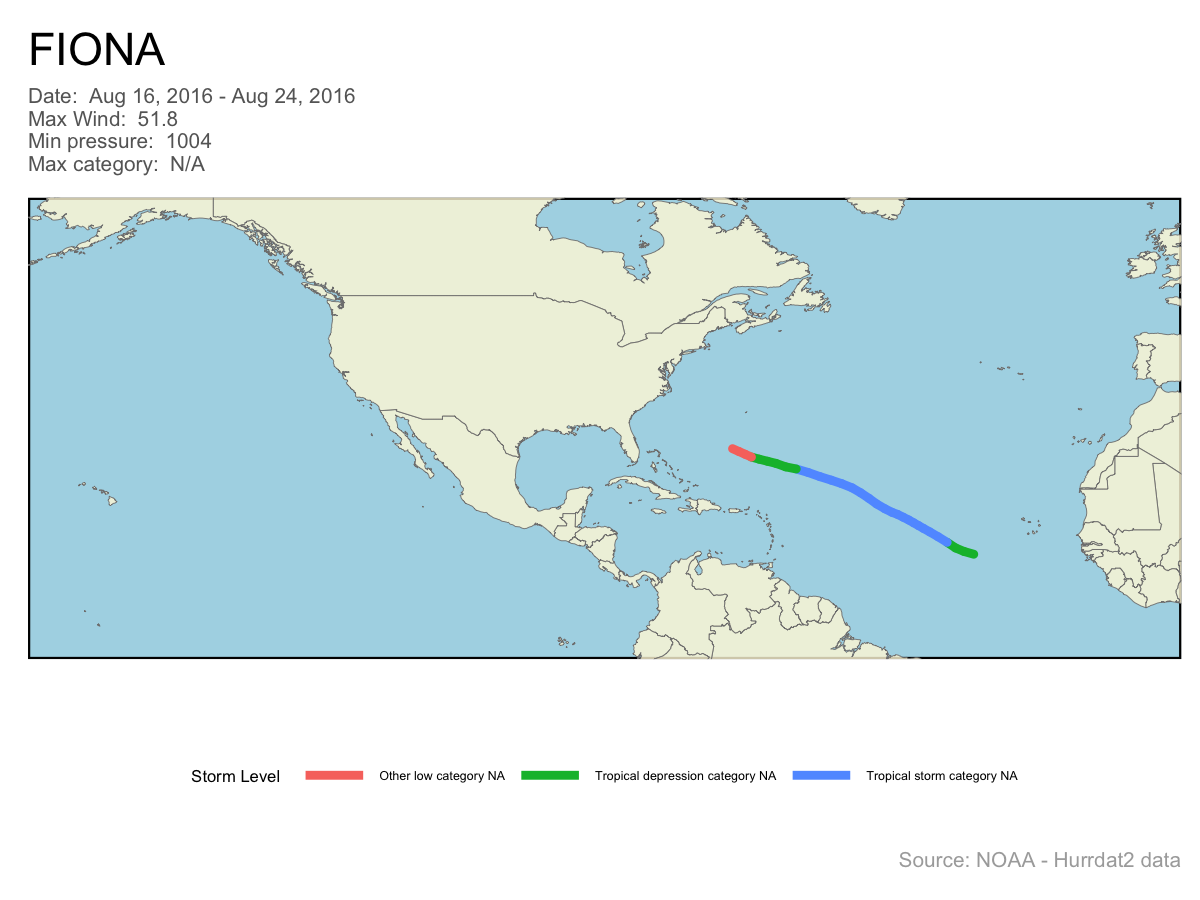 FIONA
Date:  Aug 16, 2016 - Aug 24, 2016
Max Wind:  51.8
Min pressure:  1004
Max category:  N/A
Storm Level Other low category NA Tropical depression category NA Tropical storm category NA
Source: NOAA - Hurrdat2 data